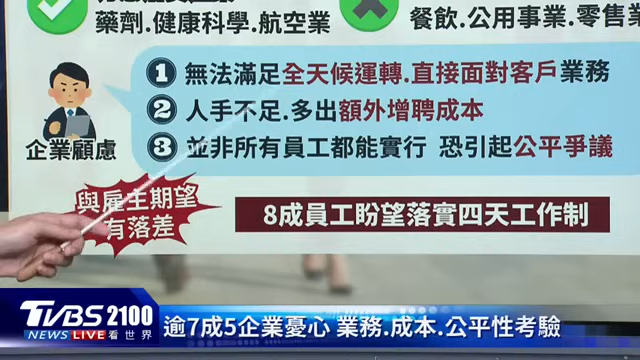 藥劑.健康科學.航空業
餐飲.公用事業.零售業
1 無法滿足全天候運轉.直接面對客戶業務
2 人手不足.多出額外增聘成本
3 並非所有員工都能實行 恐引起公平爭議
企業顧慮
與雇主期望
有落差
8成員工盼望落實四天工作制
TVBS 2100
NEWS LIVE 看世界
逾7成5企業憂心 業務.成本.公平性考驗